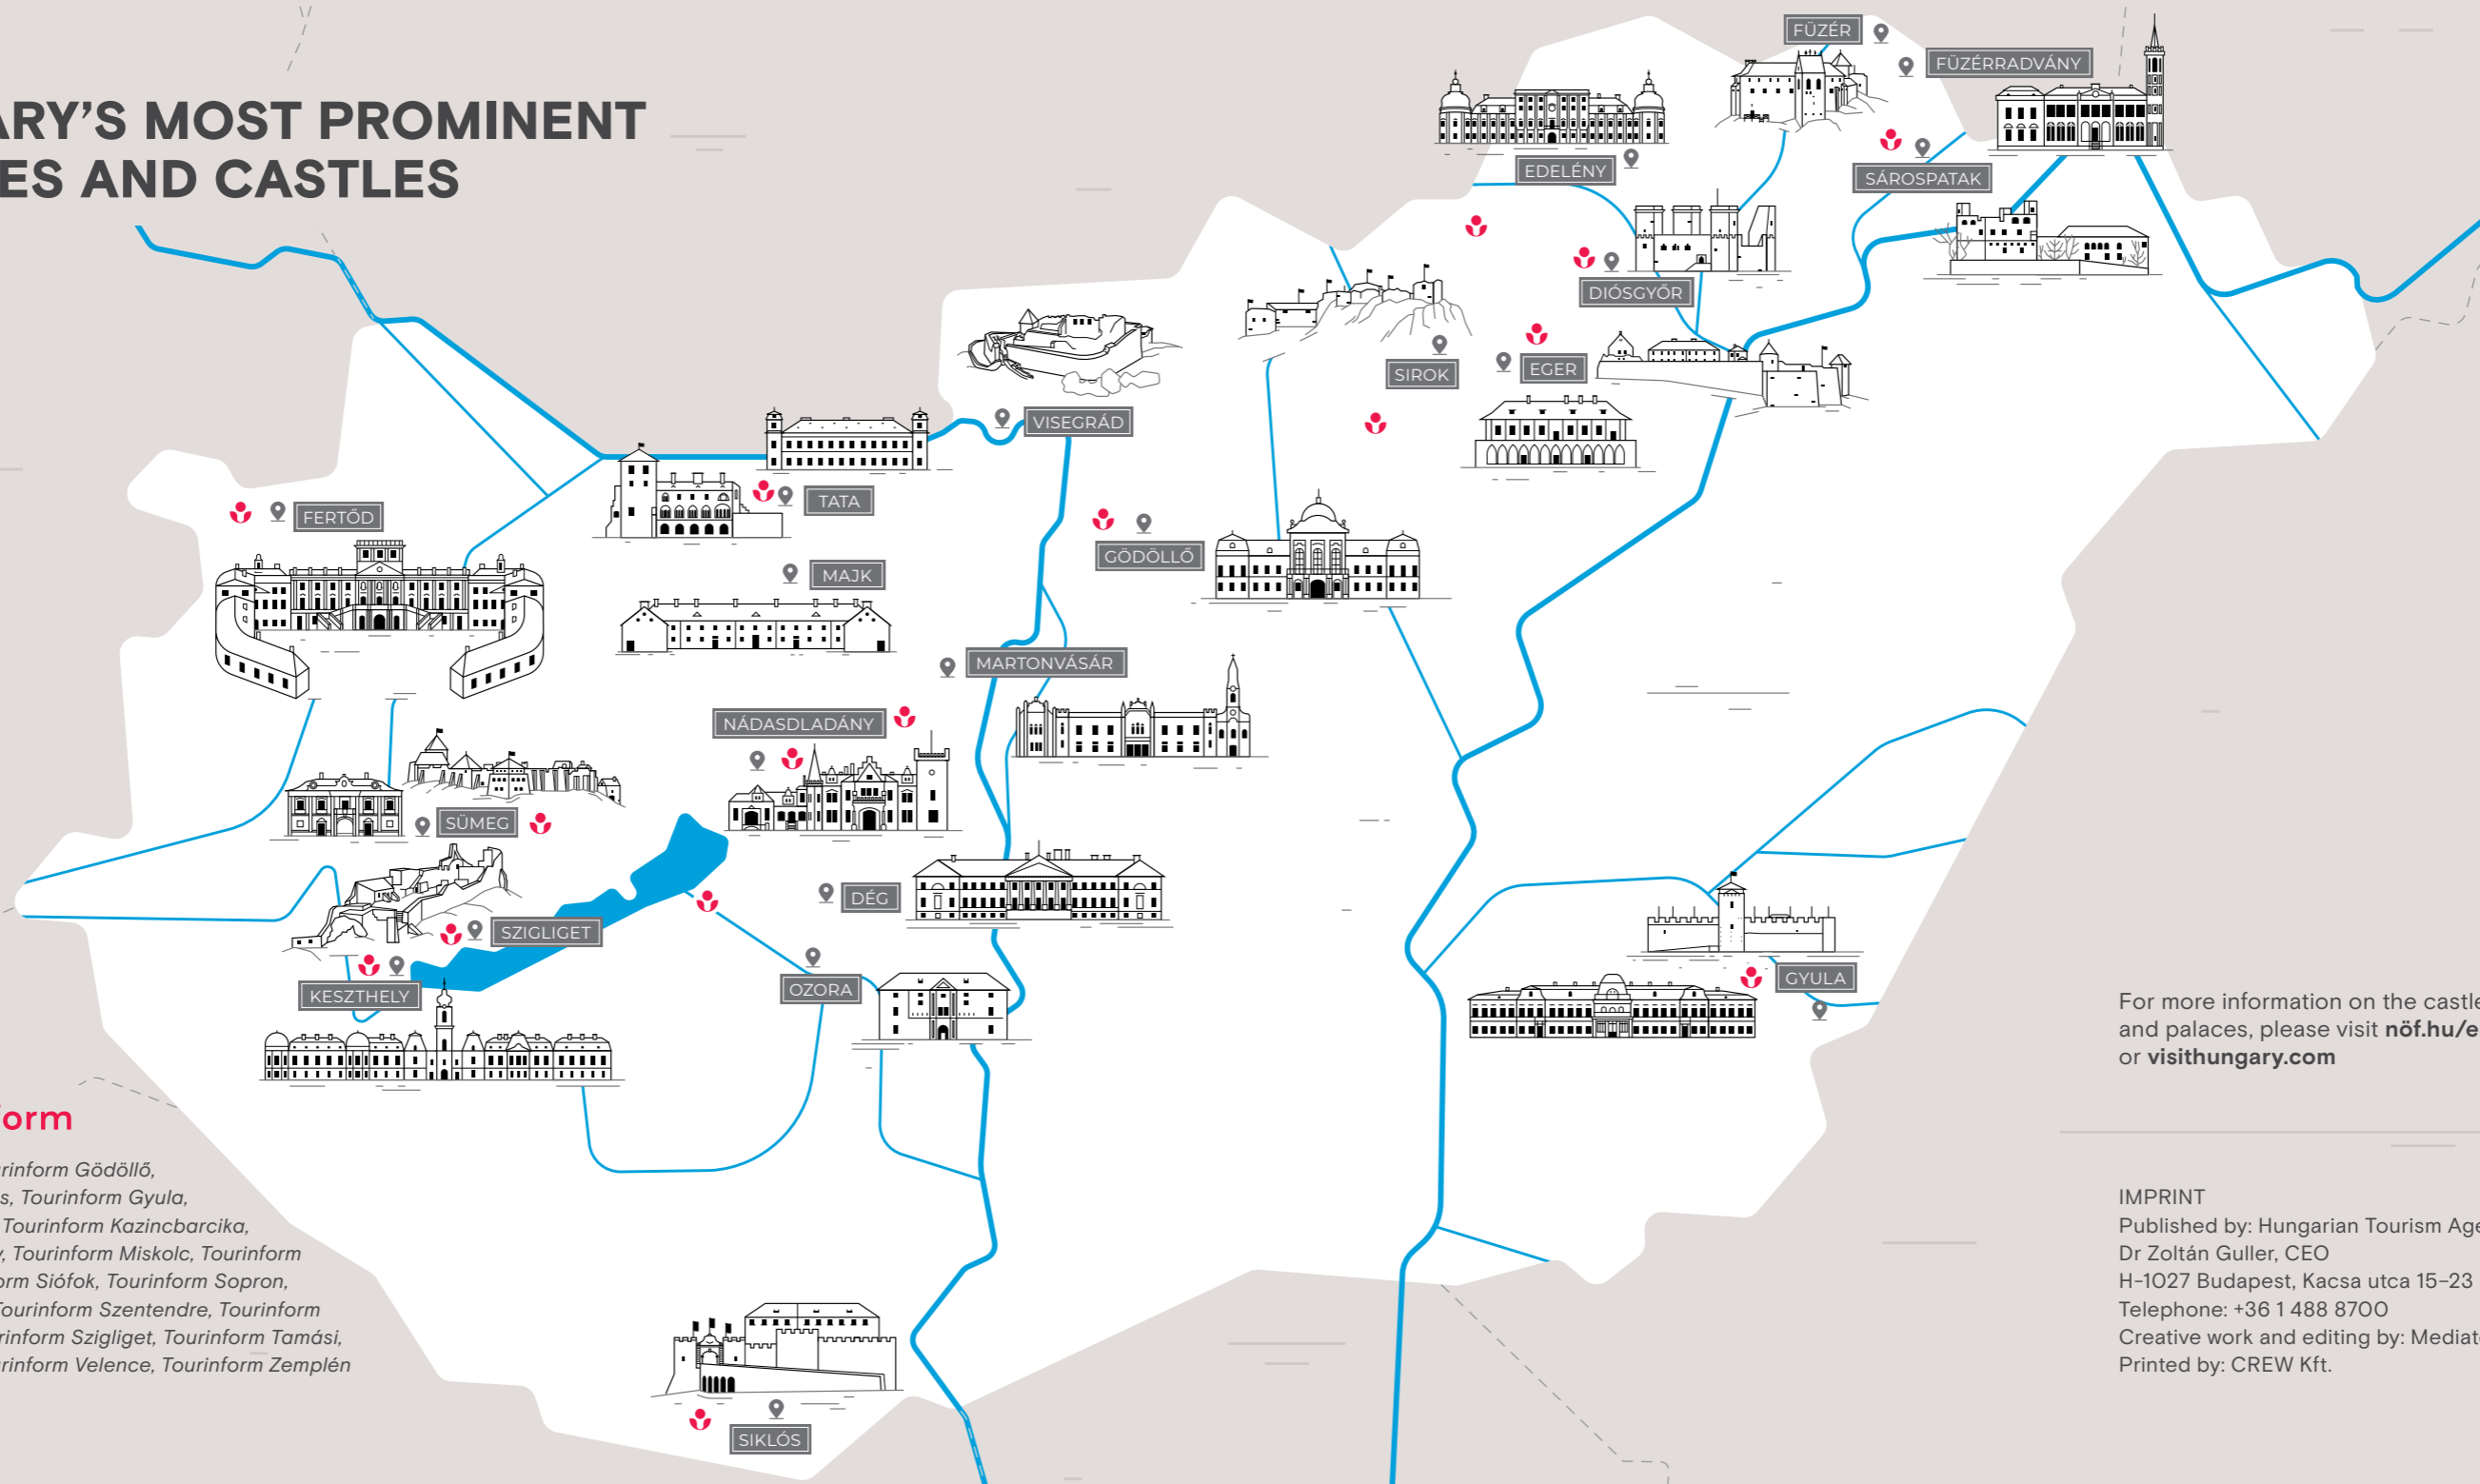 ARY'S MOST PROMINENT
ES AND CASTLES
FÜZÉR
FÜZÉRRADVÁNY
EDELÉNY
SÁROSPATAK
DIÓSGYŐR
SIROK
EGER
VISEGRÁD
TATA
FERTŐD
GÖDÖLLŐ
MAJK
MARTONVÁSÁR
NÁDASDLADÁNY
SÜMEG
DÉG
SZIGLIGET
KESZTHELY
OZORA
GYULA
SIKLÓS
For more information on the castle
and palaces, please visit nöf.hu/e
or visithungary.com
orm
rinform Gödöllő,
s, Tourinform Gyula,
Tourinform Kazincbarcika,
, Tourinform Miskolc, Tourinform
orm Siófok, Tourinform Sopron,
Tourinform Szentendre, Tourinform
rinform Szigliget, Tourinform Tamási,
urinform Velence, Tourinform Zemplén
IMPRINT
Published by: Hungarian Tourism Age
Dr Zoltán Guller, CEO
H-1027 Budapest, Kacsa utca 15–23
Telephone: +36 1 488 8700
Creative work and editing by: Mediat
Printed by: CREW Kft.